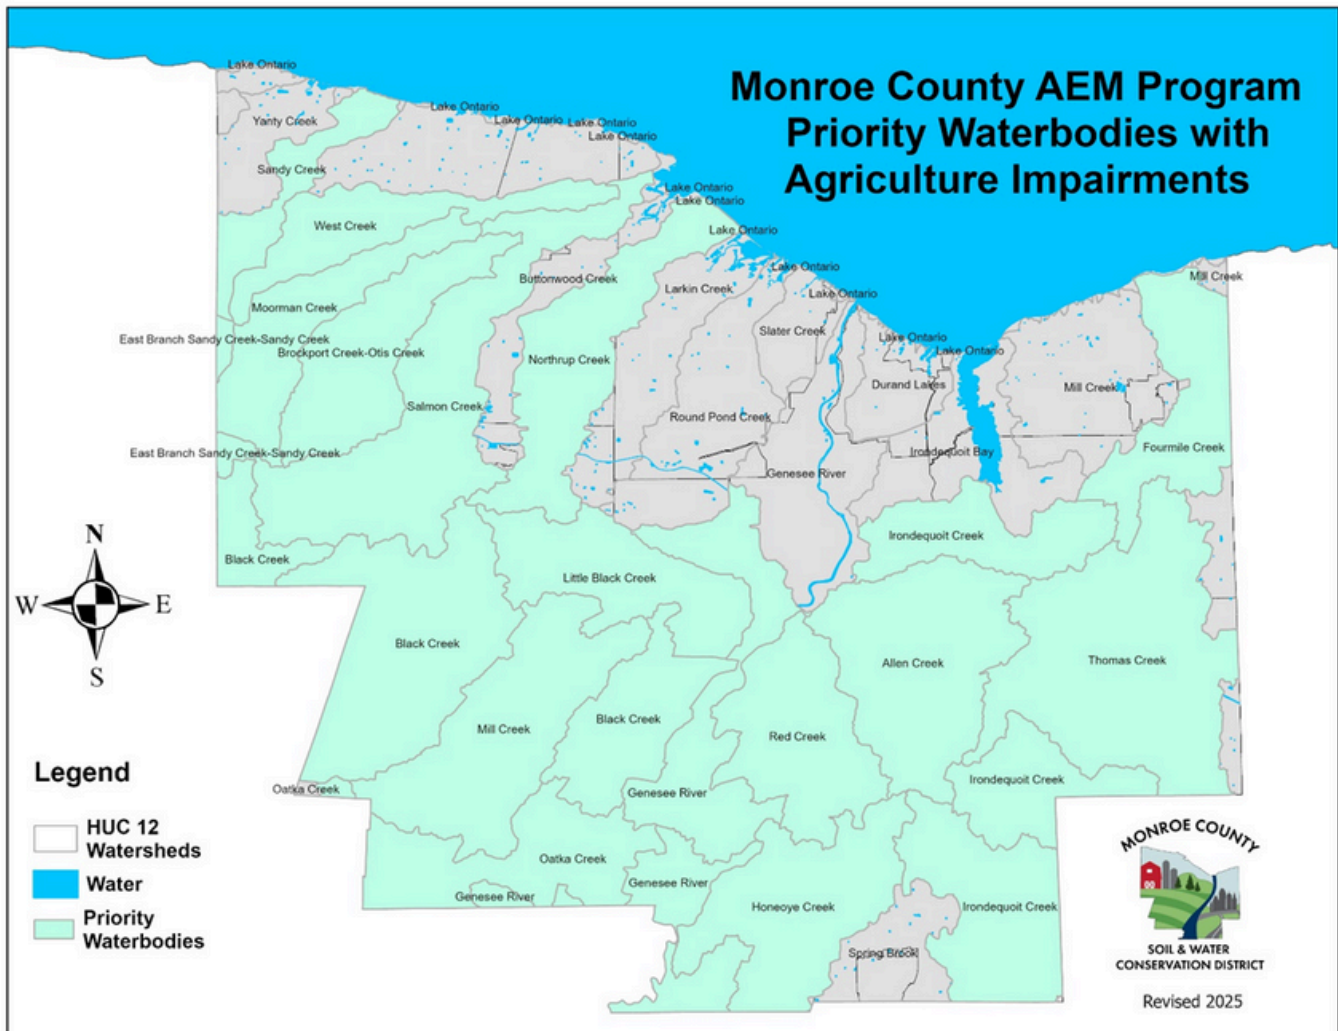 Monroe County AEM Program
Priority Waterbodies with
Agriculture Impairments
Lake Ontario
Yanty Creek
Lake Ontario
Lake Ontario
Lake Ontario
Lake Ontario
Sandy Creek
Lake Ontario
Lake Ontario
West Creek
Lake Ontario
Buttonwood Creek
Lake Ontario
Mill Creek
Larkin Creek
Lake Ontario
Moorman Creek
Slater Creek
East Branch Sandy Creek-Sandy Creek
Lake Ontario
Brockport Creek-Otis Creek
Lake Ontario
Northrup Creek
Durand Lakes
Mill Creek
Salmon Creek
Round Pond Creek
East Branch Sandy Creek-Sandy Creek
Irondequoit Bay
Fourmile Creek
Genesee River
N
W
E
S
Irondequoit Creek
Black Creek
Little Black Creek
Black Creek
Allen Creek
Thomas Creek
Mill Creek
Black Creek
Red Creek
Irondequoit Creek
Oatka Creek
Genesee River
Oatka Creek
Genesee River
Genesee River
Honeoye Creek
Irondequoit Creek
Spring Brook
Legend
HUC 12
Watersheds
Water
Priority
Waterbodies
MONROE COUNTY
SOIL & WATER
CONSERVATION DISTRICT
Revised 2025